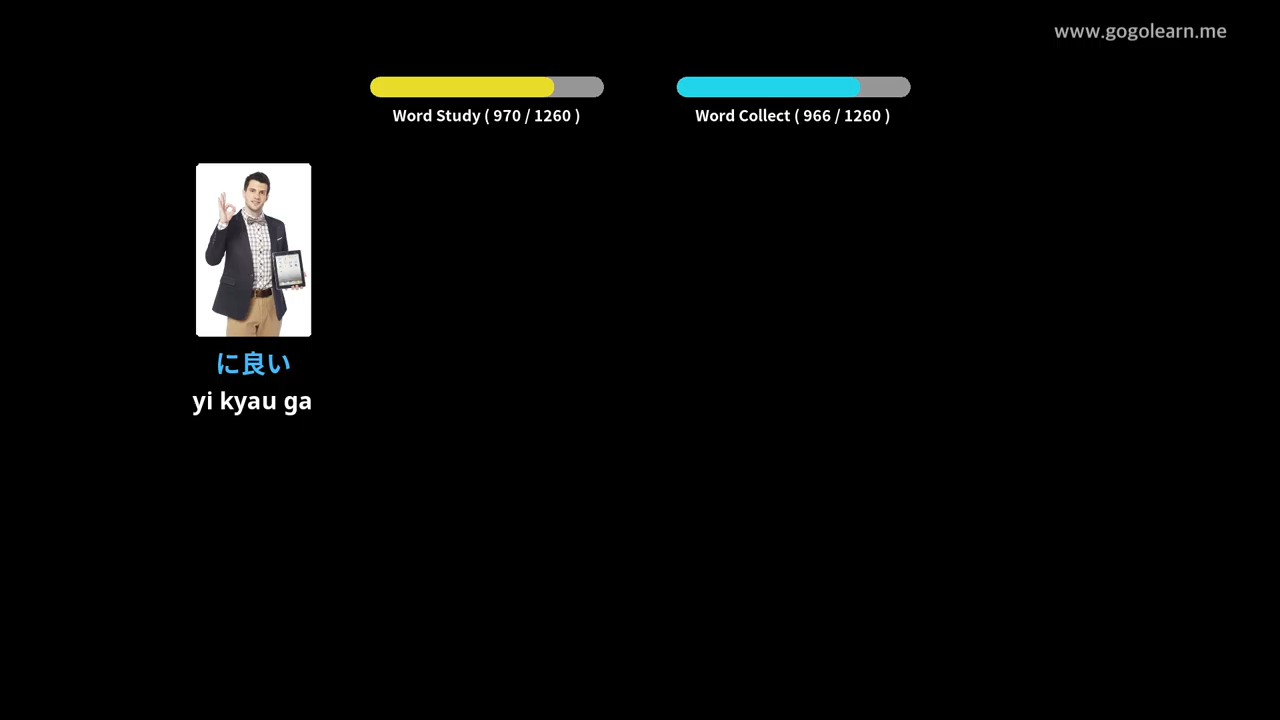 www.gogolearn.me
Word Study ( 970 / 1260 )
Word Collect ( 966 / 1260 )
に良い
yi kyau ga